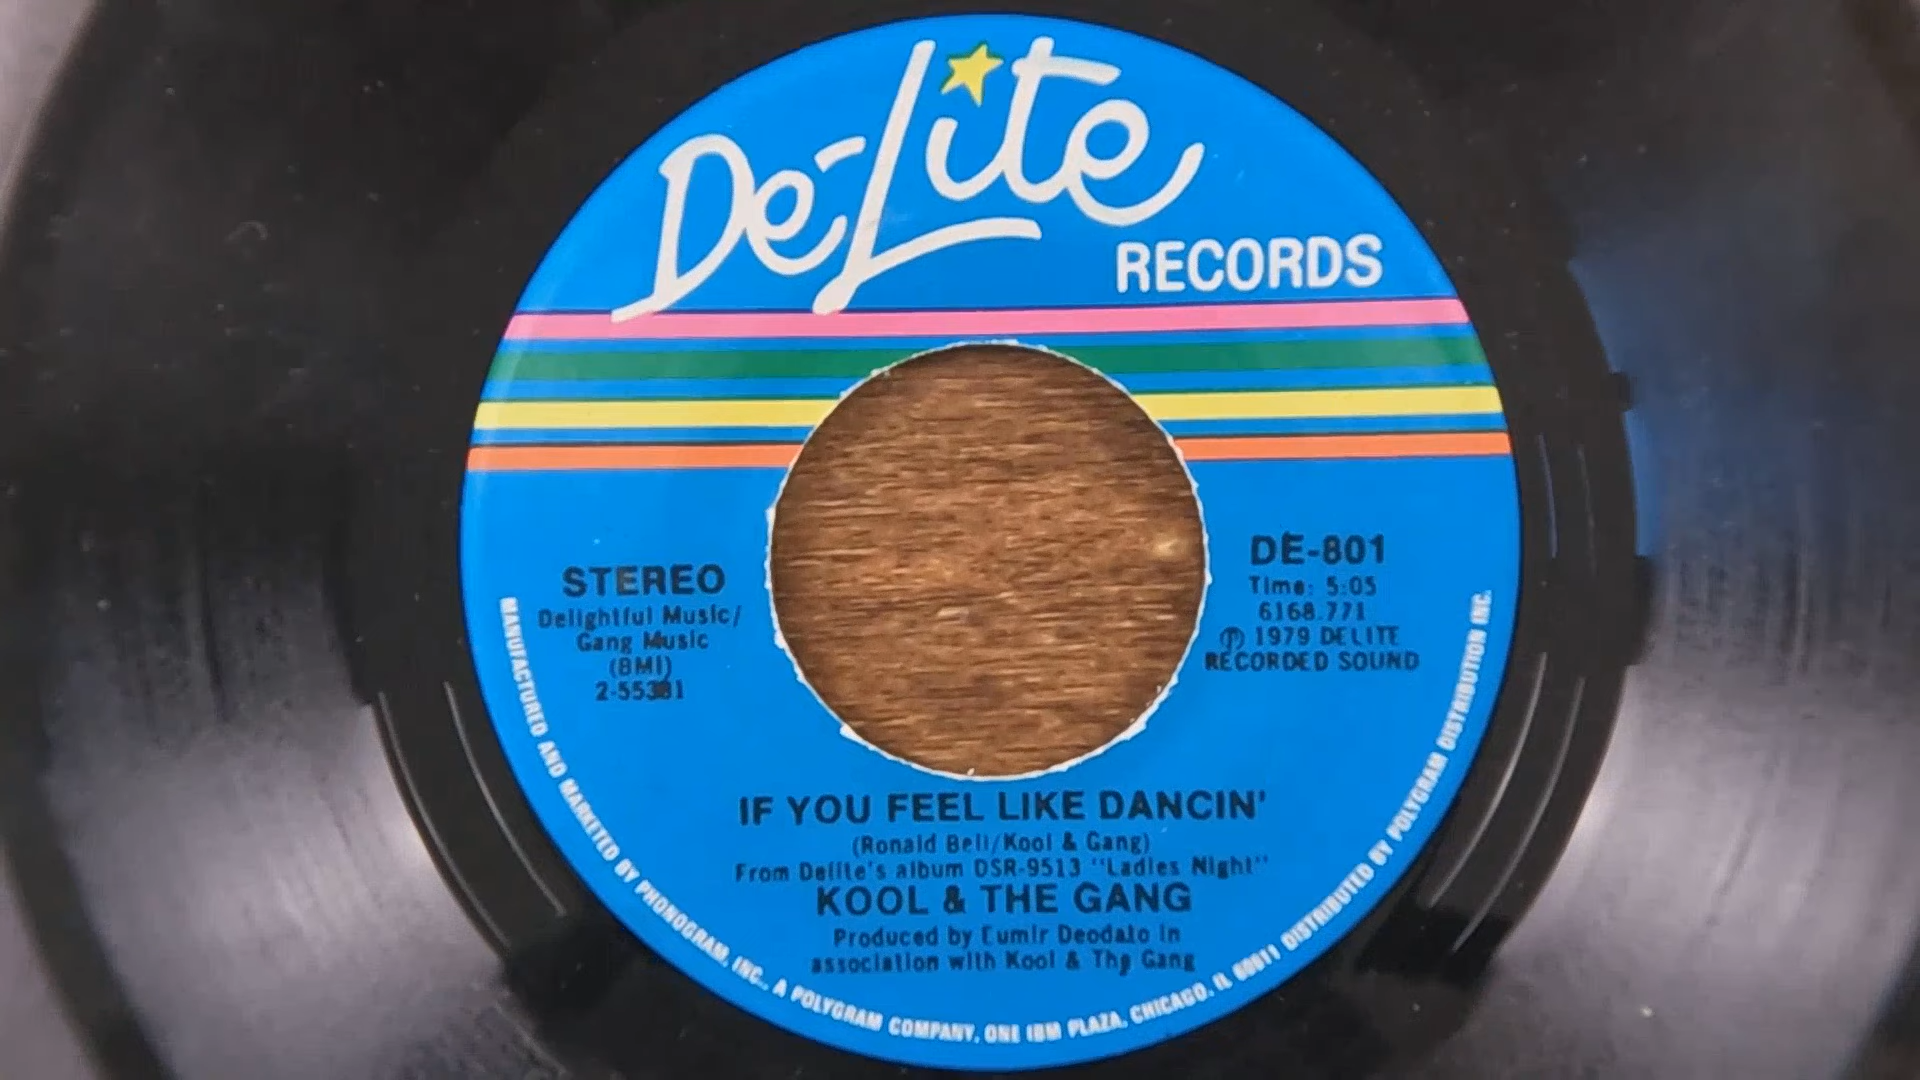 De-Lite
RECORDS
STEREO
Delightful Music/
Gang Music
(BMI)
DE-801
Time: 5:05
6168.771
℗ 1979 DELITE
RECORDED SOUND
IF YOU FEEL LIKE DANCIN'
(Ronald Bell/Kool & Gang)
From Delite's album DSR-9513 "Ladies Night"
KOOL & THE GANG
Produced by Eumir Deodato in
association with Kool & The Gang
MANUFACTURED AND MARKETED BY PHONOGRAM, INC., A POLYGRAM COMPANY, ONE IBM PLAZA, CHICAGO, IL 60611 DISTRIBUTED BY POLYGRAM DISTRIBUTION INC.